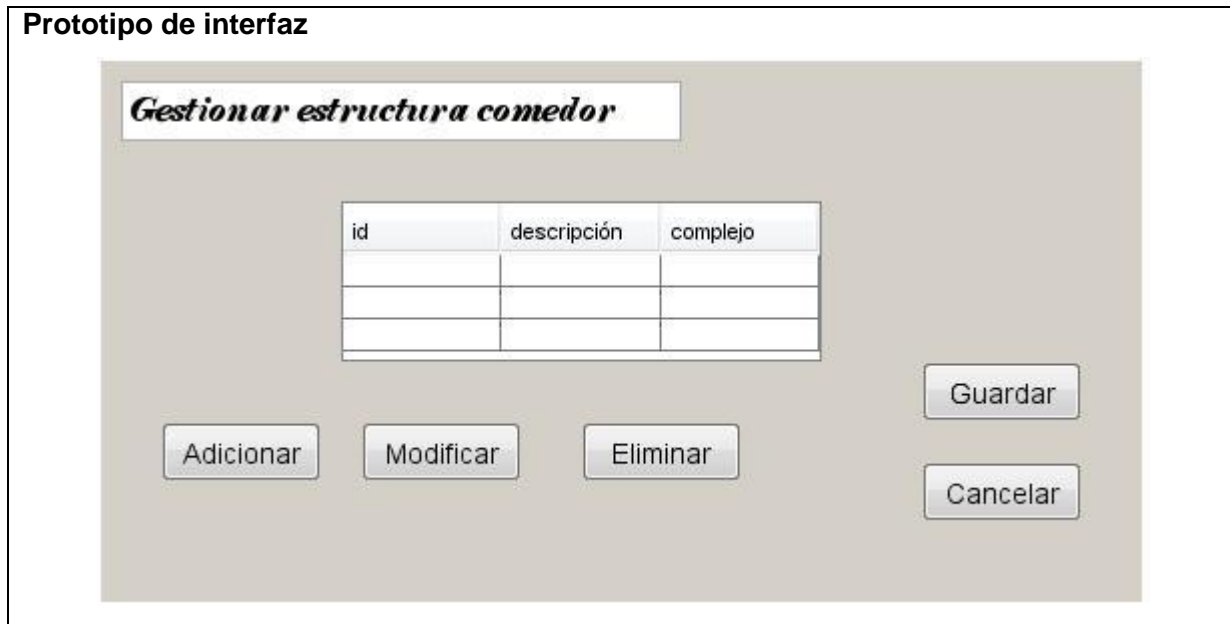 Prototipo de interfaz
Gestionar estructura comedor
id descripción complejo
Guardar
Adicionar Modificar Eliminar
Cancelar